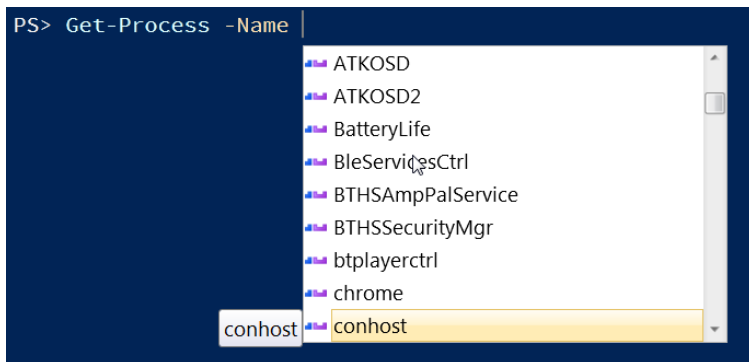 PS> Get-Process -Name
ATKOSD
ATKOSD2
BatteryLife
BleServicesCtrl
BTHSAmpPalService
BTHSSecurityMgr
btplayerctrl
chrome
conhost conhost